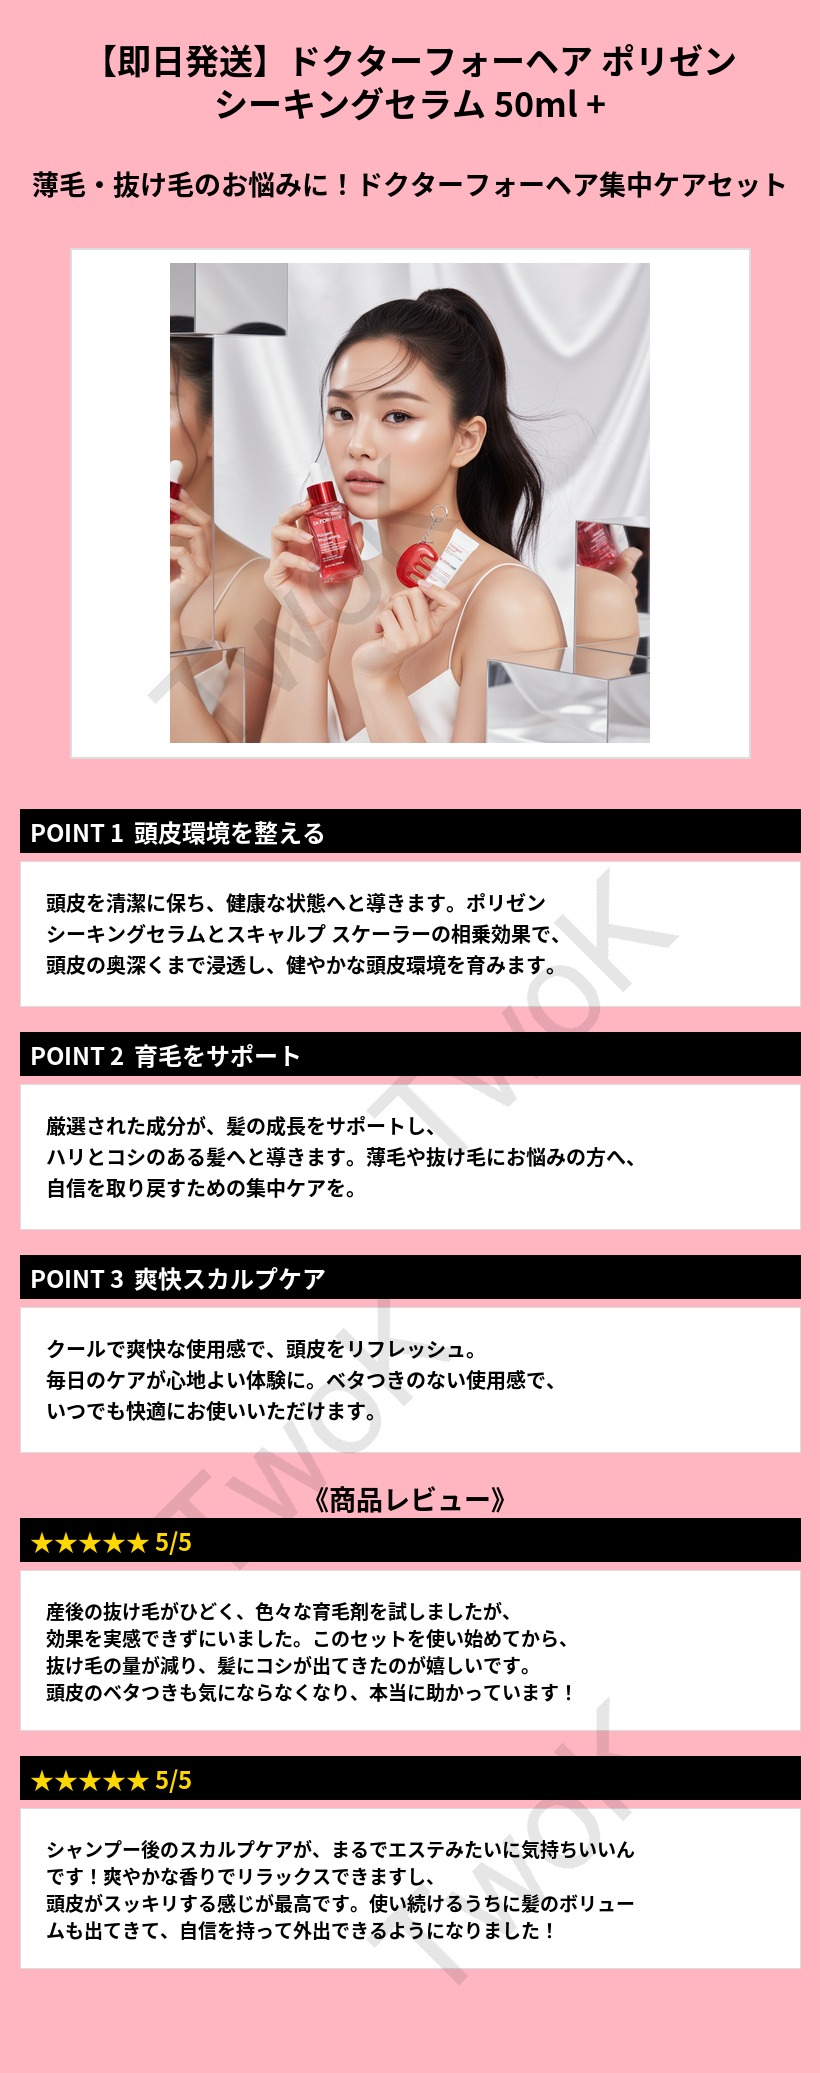 【即日発送】ドクターフォーヘア ポリゼン
シーキングセラム 50ml +
薄毛・抜け毛のお悩みに！ドクターフォーヘア集中ケアセット
POINT 1 頭皮環境を整える
頭皮を清潔に保ち、健康な状態へと導きます。ポリゼン
シーキングセラムとスキャルプ スケーラーの相乗効果で、
頭皮の奥深くまで浸透し、健やかな頭皮環境を育みます。
POINT 2 育毛をサポート
厳選された成分が、髪の成長をサポートし、
ハリとコシのある髪へと導きます。薄毛や抜け毛にお悩みの方へ、
自信を取り戻すための集中ケアを。
POINT 3 爽快スカルプケア
クールで爽快な使用感で、頭皮をリフレッシュ。
毎日のケアが心地よい体験に。ベタつきのない使用感で、
いつでも快適にお使いいただけます。
《商品レビュー》
★★★★★ 5/5
産後の抜け毛がひどく、色々な育毛剤を試しましたが、
効果を実感できずにいました。このセットを使い始めてから、
抜け毛の量が減り、髪にコシが出てきたのが嬉しいです。
頭皮のベタつきも気にならなくなり、本当に助かっています！
★★★★★ 5/5
シャンプー後のスカルプケアが、まるでエステみたいに気持ちいいん
です！爽やかな香りでリラックスできますし、
頭皮がスッキリする感じが最高です。使い続けるうちに髪のボリュー
ムも出てきて、自信を持って外出できるようになりました！
TwoK
TwoK
TwoK
TwoK